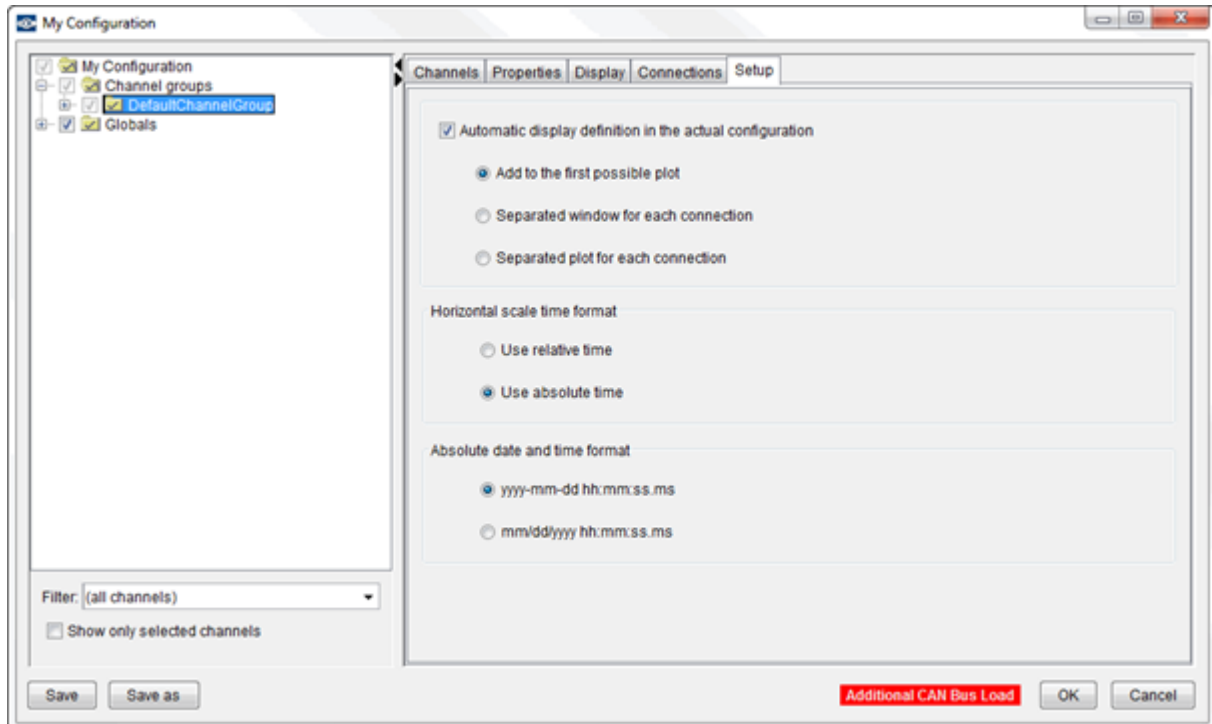 My Configuration
My Configuration
Channel groups
DefaultChannelGroup
Globals
Filter: (all channels)
Show only selected channels
Channels Properties Display Connections Setup
Automatic display definition in the actual configuration
Add to the first possible plot
Separated window for each connection
Separated plot for each connection
Horizontal scale time format
Use relative time
Use absolute time
Absolute date and time format
yyyy-mm-dd hh:mm:ss.ms
mm/dd/yyyy hh:mm:ss.ms
Save Save as Additional CAN Bus Load OK Cancel